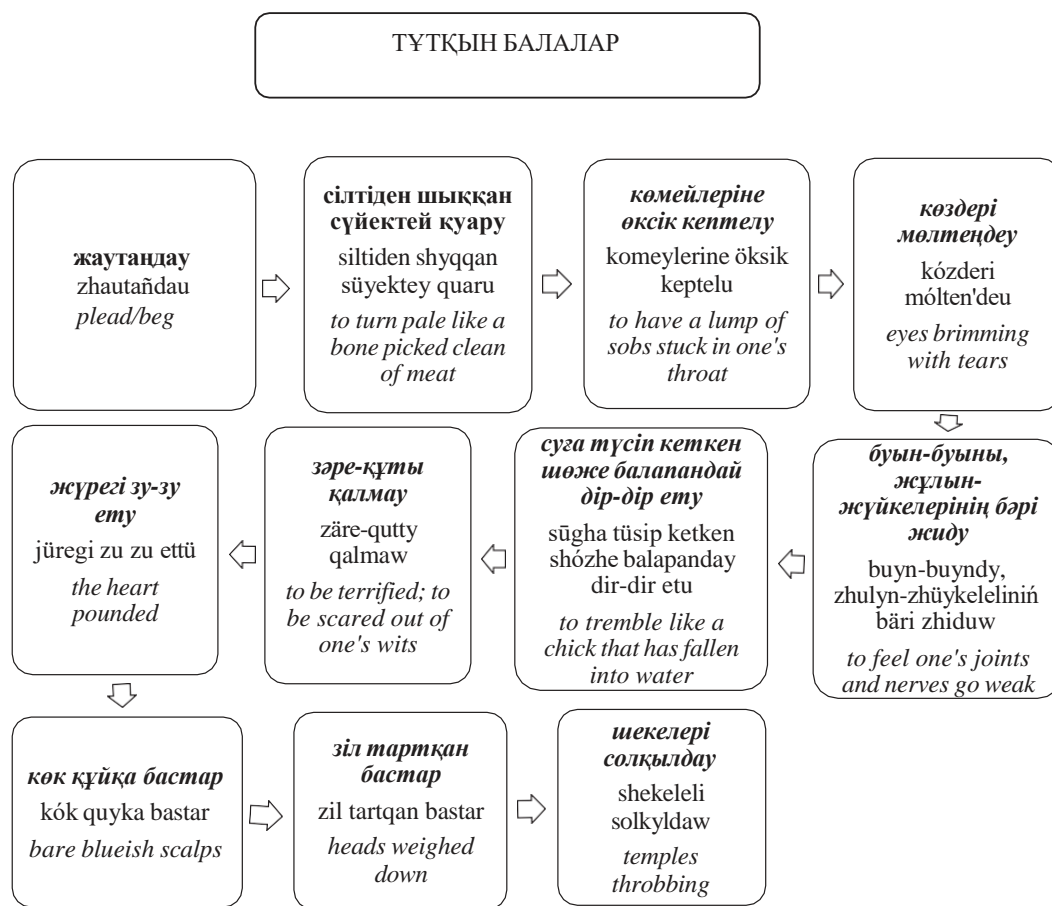 ТҰТҚЫН БАЛАЛАР
жаутаңдау
zhautañdau
plead/beg
сілтіден шыққан
сүйектей қуару
siltiden shyqqan
süyektey quaru
to turn pale like a
bone picked clean
of meat
көмейлеріне
өксік кептелу
komeylerine öksik
keptelu
to have a lump of
sobs stuck in one's
throat
көздері
мөлтеңдеу
kózderi
mólten'deu
eyes brimming
with tears
буын-буыны,
жұлын-
жүйкелерінің бәрі
жиду
buyn-buyndy,
zhulyn-zhüykeleliniń
bäri zhiduw
to feel one's joints
and nerves go weak
суға түсіп кеткен
шөже балапандай
дір-дір ету
sūgha tüsip ketken
shózhe balapanday
dir-dir etu
to tremble like a
chick that has fallen
into water
зәре-құты
қалмау
zäre-qutty
qalmaw
to be terrified; to
be scared out of
one's wits
жүрегі зу-зу
ету
jüregi zu zu ettü
the heart
pounded
көк құйқа бастар
kók quyka bastar
bare blueish scalps
зіл тартқан
бастар
zil tartqan bastar
heads weighed
down
шекелері
солқылдау
shekeleli
solkyldaw
temples
throbbing